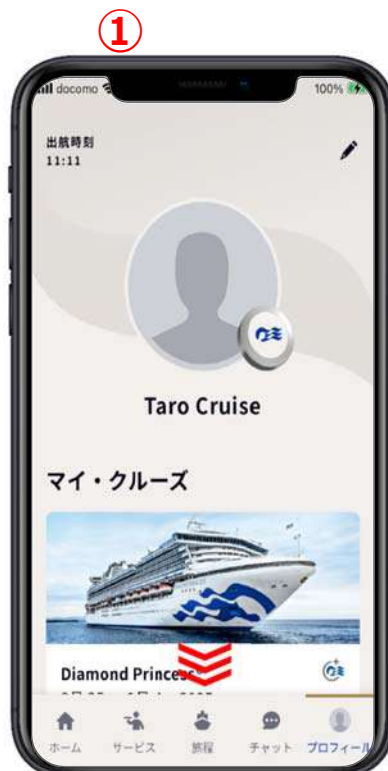 ①
docomo
100%
出航時刻
11:11
Taro Cruise
マイ・クルーズ
Diamond Princess
ホーム
サービス
旅程
チャット
プロフィール